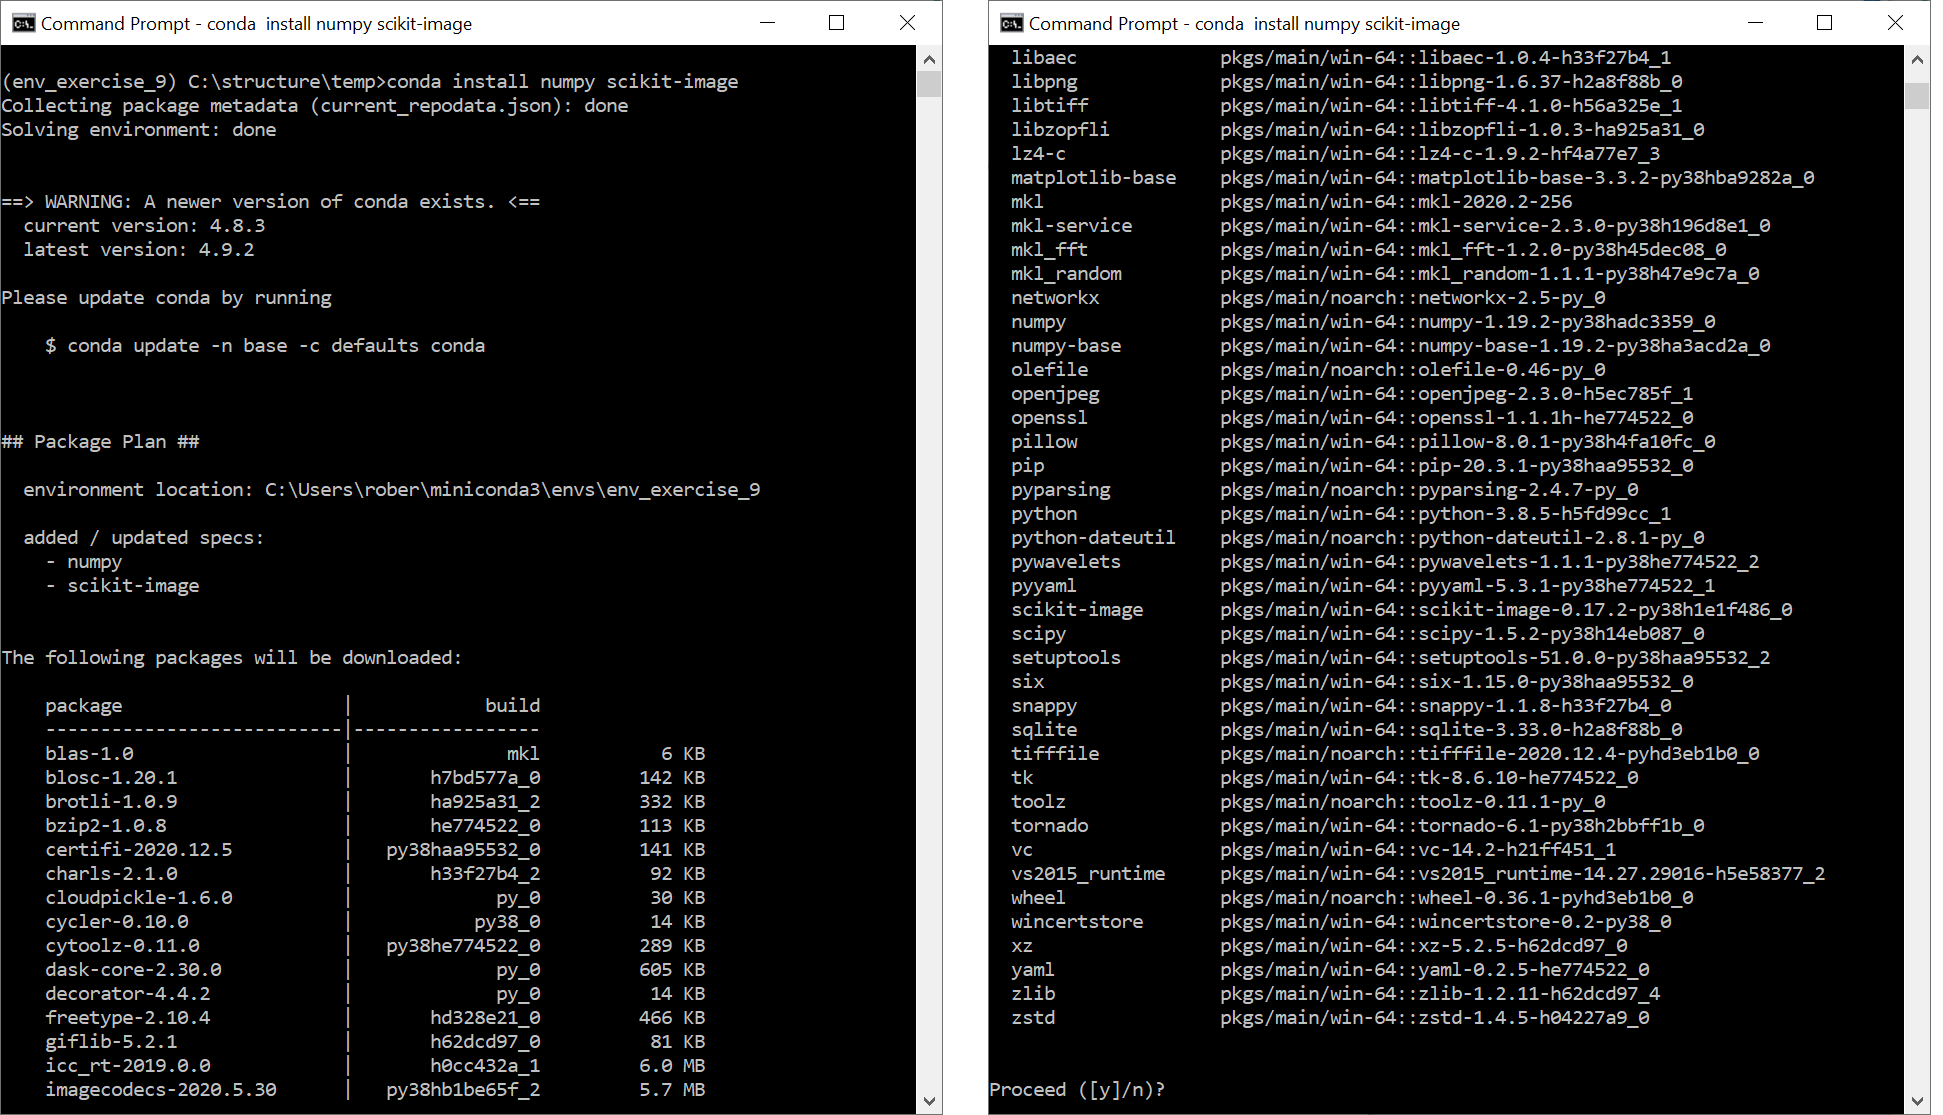 Command Prompt - conda  install numpy scikit-image
(env_exercise_9) C:\structure\temp>conda install numpy scikit-image
Collecting package metadata (current_repodata.json): done
Solving environment: done
==> WARNING: A newer version of conda exists. <==
  current version: 4.8.3
  latest version: 4.9.2
Please update conda by running
    $ conda update -n base -c defaults conda
## Package Plan ##
  environment location: C:\Users\rober\miniconda3\envs\env_exercise_9
  added / updated specs:
    - numpy
    - scikit-image
The following packages will be downloaded:
    package                    |            build
    ---------------------------|-----------------
    blas-1.0                   |              mkl           6 KB
    blosc-1.20.1               |       h7bd577a_0         142 KB
    brotli-1.0.9               |       ha925a31_2         332 KB
    bzip2-1.0.8                |       he774522_0         113 KB
    certifi-2020.12.5          |   py38haa95532_0         141 KB
    charls-2.1.0               |       h33f27b4_2          92 KB
    cloudpickle-1.6.0          |             py_0          30 KB
    cycler-0.10.0              |           py38_0          14 KB
    cytoolz-0.11.0             |   py38he774522_0         289 KB
    dask-core-2.30.0           |             py_0         605 KB
    decorator-4.4.2            |             py_0          14 KB
    freetype-2.10.4            |       hd328e21_0         466 KB
    giflib-5.2.1               |       h62dcd97_0          81 KB
    icc_rt-2019.0.0            |       h0cc432a_1         6.0 MB
    imagecodecs-2020.5.30      |   py38hb1be65f_2         5.7 MB
Command Prompt - conda  install numpy scikit-image
  libaec             pkgs/main/win-64::libaec-1.0.4-h33f27b4_1
  libpng             pkgs/main/win-64::libpng-1.6.37-h2a8f88b_0
  libtiff            pkgs/main/win-64::libtiff-4.1.0-h56a325e_1
  libzopfli          pkgs/main/win-64::libzopfli-1.0.3-ha925a31_0
  lz4-c              pkgs/main/win-64::lz4-c-1.9.2-hf4a77e7_3
  matplotlib-base    pkgs/main/win-64::matplotlib-base-3.3.2-py38hba9282a_0
  mkl                pkgs/main/win-64::mkl-2020.2-256
  mkl-service        pkgs/main/win-64::mkl-service-2.3.0-py38h196d8e1_0
  mkl_fft            pkgs/main/win-64::mkl_fft-1.2.0-py38h45dec08_0
  mkl_random         pkgs/main/win-64::mkl_random-1.1.1-py38h47e9c7a_0
  networkx           pkgs/main/noarch::networkx-2.5-py_0
  numpy              pkgs/main/win-64::numpy-1.19.2-py38hadc3359_0
  numpy-base         pkgs/main/win-64::numpy-base-1.19.2-py38ha3acd2a_0
  olefile            pkgs/main/noarch::olefile-0.46-py_0
  openjpeg           pkgs/main/win-64::openjpeg-2.3.0-h5ec785f_1
  openssl            pkgs/main/win-64::openssl-1.1.1h-he774522_0
  pillow             pkgs/main/win-64::pillow-8.0.1-py38h4fa10fc_0
  pip                pkgs/main/win-64::pip-20.3.1-py38haa95532_0
  pyparsing          pkgs/main/noarch::pyparsing-2.4.7-py_0
  python             pkgs/main/win-64::python-3.8.5-h5fd99cc_1
  python-dateutil    pkgs/main/noarch::python-dateutil-2.8.1-py_0
  pywavelets         pkgs/main/win-64::pywavelets-1.1.1-py38he774522_2
  pyyaml             pkgs/main/win-64::pyyaml-5.3.1-py38he774522_1
  scikit-image       pkgs/main/win-64::scikit-image-0.17.2-py38h1e1f486_0
  scipy              pkgs/main/win-64::scipy-1.5.2-py38h14eb087_0
  setuptools         pkgs/main/win-64::setuptools-51.0.0-py38haa95532_2
  six                pkgs/main/win-64::six-1.15.0-py38haa95532_0
  snappy             pkgs/main/win-64::snappy-1.1.8-h33f27b4_0
  sqlite             pkgs/main/win-64::sqlite-3.33.0-h2a8f88b_0
  tifffile           pkgs/main/noarch::tifffile-2020.12.4-pyhd3eb1b0_0
  tk                 pkgs/main/win-64::tk-8.6.10-he774522_0
  toolz              pkgs/main/noarch::toolz-0.11.1-py_0
  tornado            pkgs/main/win-64::tornado-6.1-py38h2bbff1b_0
  vc                 pkgs/main/win-64::vc-14.2-h21ff451_1
  vs2015_runtime     pkgs/main/win-64::vs2015_runtime-14.27.29016-h5e58377_2
  wheel              pkgs/main/noarch::wheel-0.36.1-pyhd3eb1b0_0
  wincertstore       pkgs/main/win-64::wincertstore-0.2-py38_0
  xz                 pkgs/main/win-64::xz-5.2.5-h62dcd97_0
  yaml               pkgs/main/win-64::yaml-0.2.5-he774522_0
  zlib               pkgs/main/win-64::zlib-1.2.11-h62dcd97_4
  zstd               pkgs/main/win-64::zstd-1.4.5-h04227a9_0
Proceed ([y]/n)?